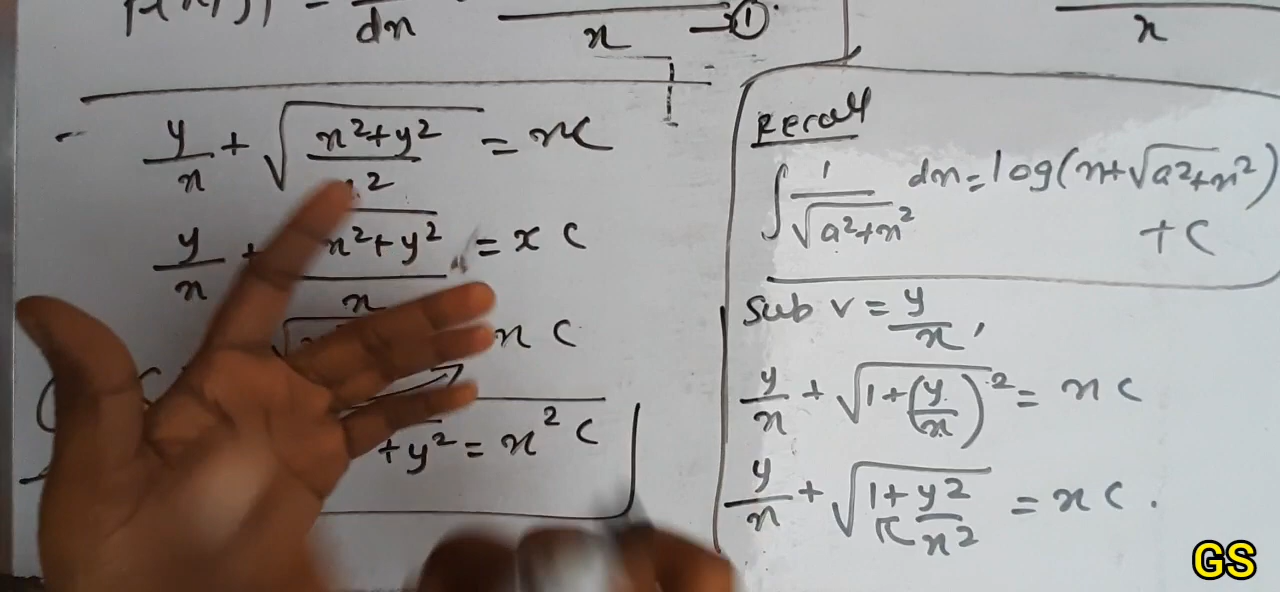 dx
x
①
x
y/x + √((x²+y²)/x²) = xc
y/x + √(x²+y²)/x = x c
x c
+y² = x² c
Recall
∫ 1/√(a²+x²) dx = log(x+√(a²+x²))
+ c
Sub v = y/x,
y/x + √(1+(y/x)²) = x c
y/x + √(1+y²/x²) = x c.
GS